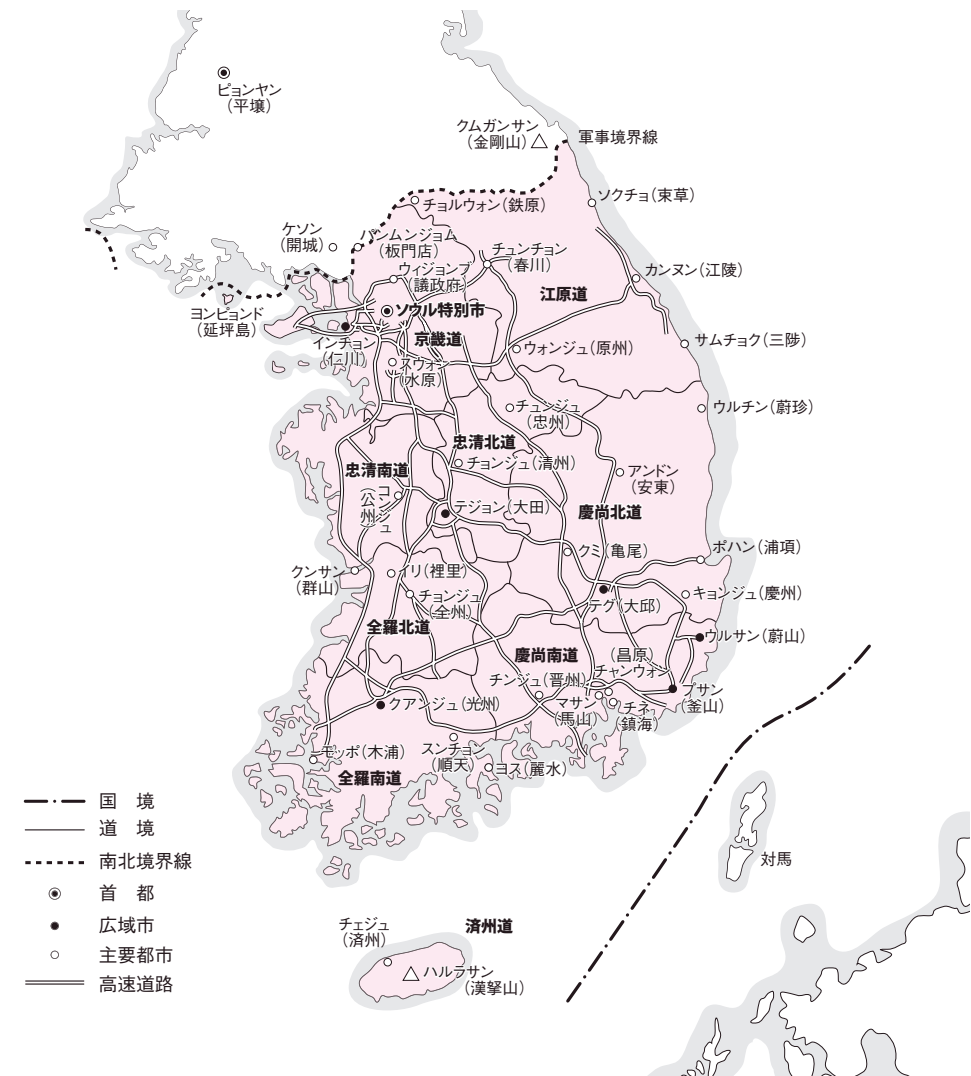 ピョンヤン
（平壌）
クムガンサン
（金剛山）
軍事境界線
ソクチョ（束草）
チョルウォン（鉄原）
ケソン
（開城）
パンムンジョム
（板門店）
チュンチョン
（春川）
ウィジョンブ
（議政府）
カンヌン（江陵）
江原道
ヨンピョンド
（延坪島）
ソウル特別市
インチョン
（仁川）
京畿道
サムチョク（三陟）
ウォンジュ（原州）
スウォン
（水原）
チュンジュ
（忠州）
ウルチン（蔚珍）
忠清北道
忠清南道
チョンジュ（清州）
アンドン
（安東）
コンジュ
（公州）
テジョン（大田）
慶尚北道
クミ（亀尾）
ポハン（浦項）
クンサン
（群山）
イリ（裡里）
チョンジュ
（全州）
テグ（大邱）
キョンジュ（慶州）
全羅北道
ウルサン（蔚山）
慶尚南道
（昌原）
チャンウォン
チンジュ（晋州）
マサン
（馬山）
チネ
（鎮海）
プサン
（釜山）
クアンジュ（光州）
モッポ（木浦）
スンチョン
（順天）
ヨス（麗水）
全羅南道
国　境
道　境
南北境界線
首　都
広域市
主要都市
高速道路
対馬
チェジュ
（済州）
済州道
ハルラサン
（漢拏山）